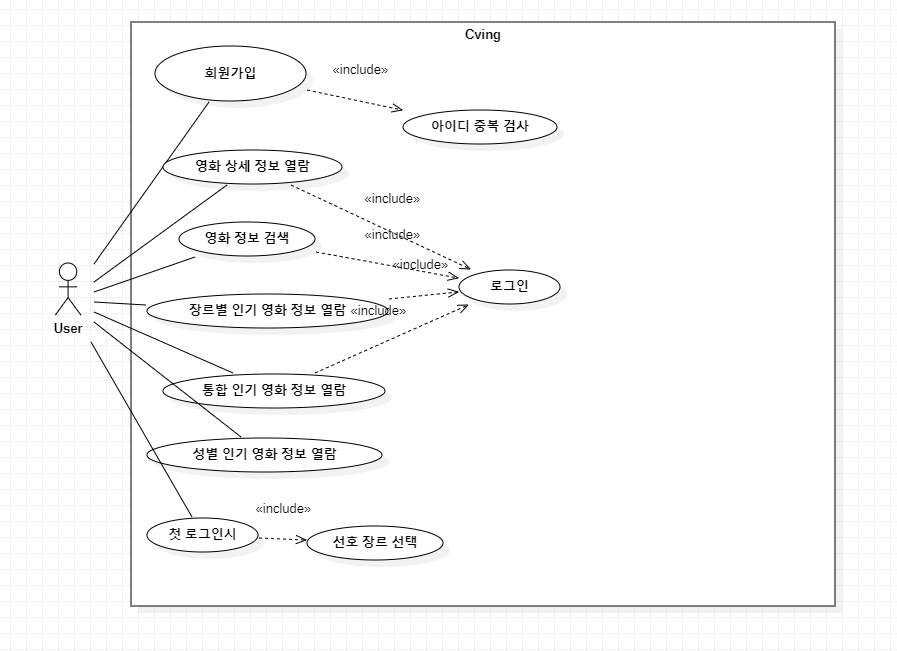 Cving
회원가입
«include»
아이디 중복 검사
영화 상세 정보 열람
«include»
영화 정보 검색
«include»
«include»
로그인
장르별 인기 영화 정보 열람
«include»
User
통합 인기 영화 정보 열람
성별 인기 영화 정보 열람
«include»
첫 로그인시
선호 장르 선택